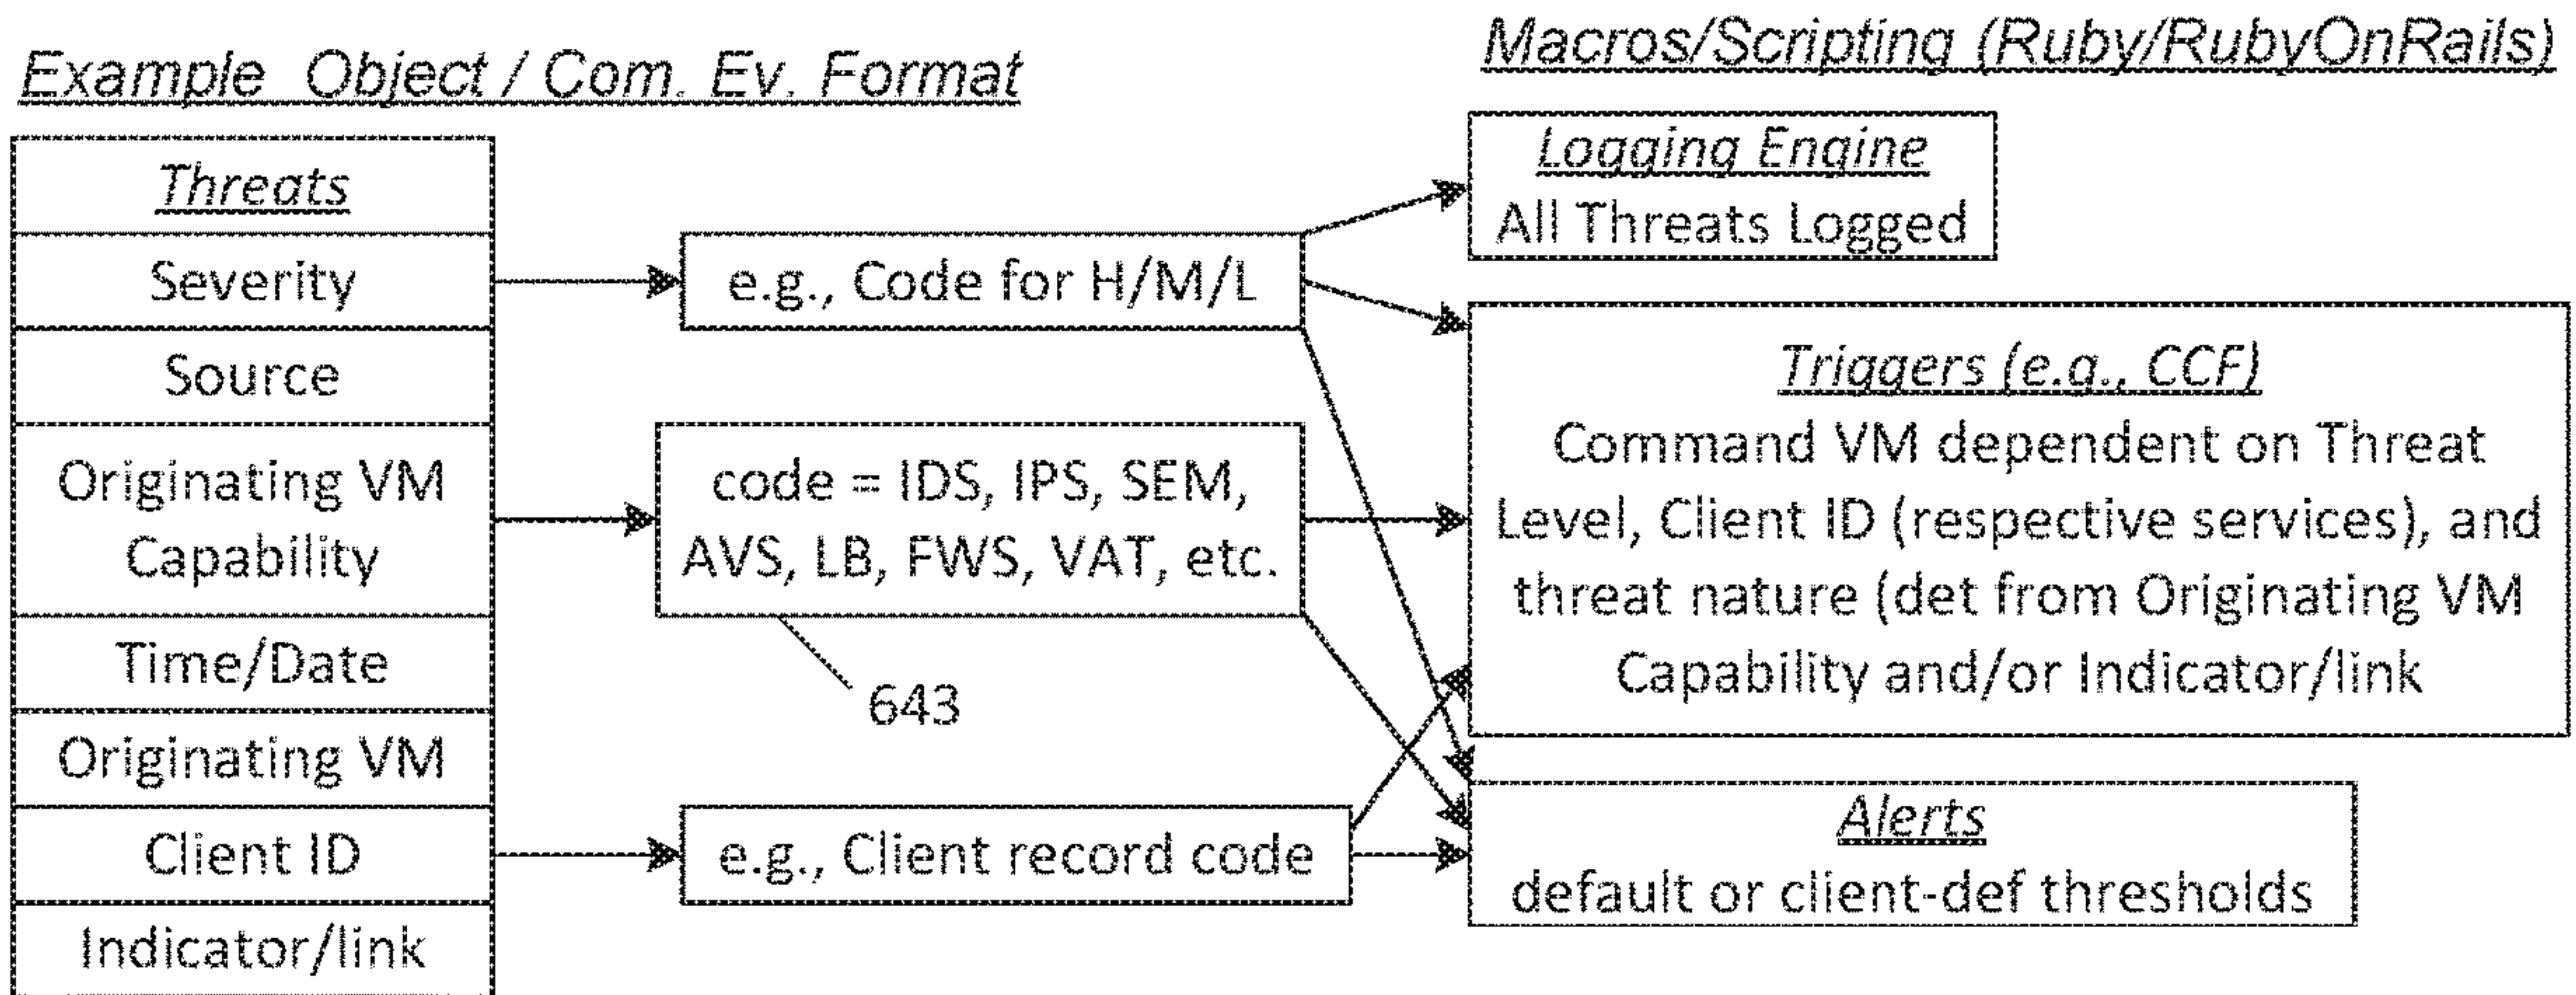 Example Object / Com. Ev. Format
Threats
Severity
Source
Originating VM
Capability
Time/Date
Originating VM
Client ID
Indicator/link
e.g., Code for H/M/L
code = IDS, IPS, SEM,
AVS, LB, FWS, VAT, etc.
643
e.g., Client record code
Macros/Scripting (Ruby/RubyOnRails)
Logging Engine
All Threats Logged
Triggers (e.g., CCF)
Command VM dependent on Threat
Level, Client ID (respective services), and
threat nature (det from Originating VM
Capability and/or Indicator/link
Alerts
default or client-def thresholds